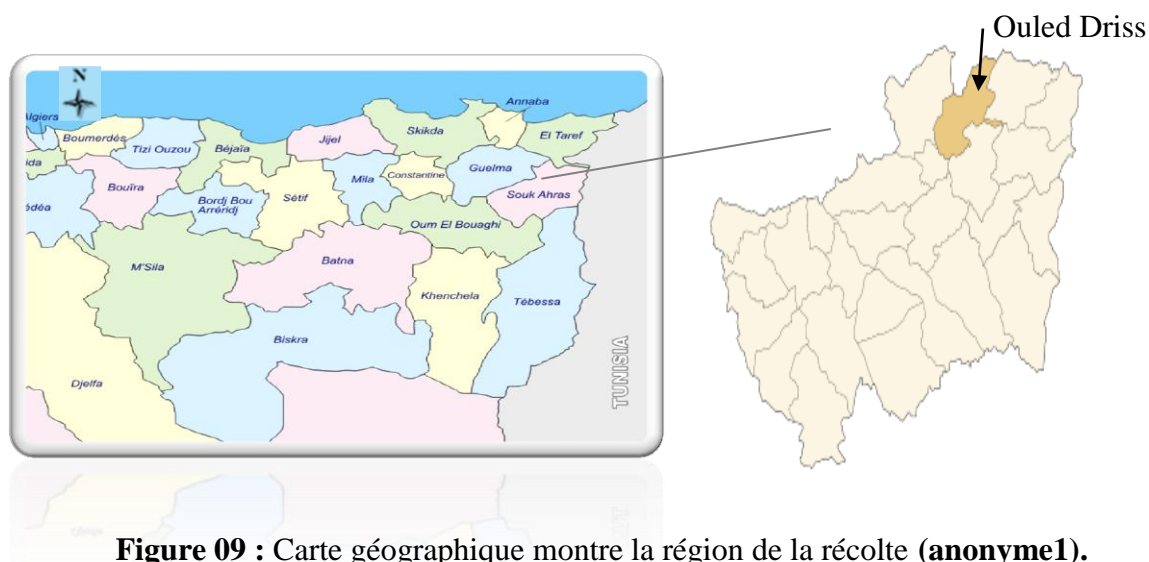 Ouled Driss
N
Annaba
Algiers
Boumerdès
Tizi Ouzou
Béjaïa
Jijel
Skikda
El Taref
ida
Bouïra
Bordj Bou
Arréridj
Sétif
Mila
Constantine
Guelma
Souk Ahras
édéa
Oum El Bouaghi
M'Sila
Batna
Khenchela
Tébessa
Biskra
Djelfa
TUNISIA
Figure 09 : Carte géographique montre la région de la récolte (anonyme1).